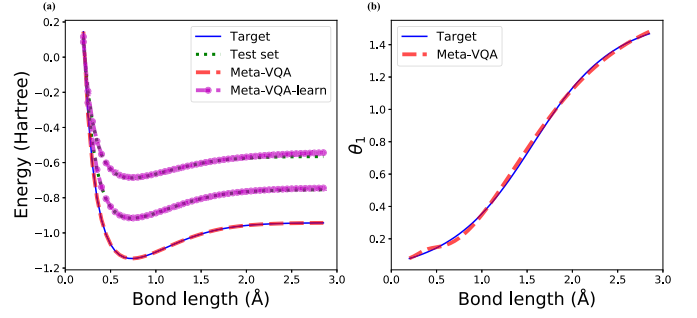 (a)
Target
Test set
Meta-VQA
Meta-VQA-learn
0.2
0.0
−0.2
−0.4
−0.6
−0.8
−1.0
−1.2
Energy (Hartree)
0.0 0.5 1.0 1.5 2.0 2.5 3.0
Bond length (Å)
(b)
Target
Meta-VQA
1.4
1.2
1.0
0.8
0.6
0.4
0.2
θ1
0.0 0.5 1.0 1.5 2.0 2.5 3.0
Bond length (Å)